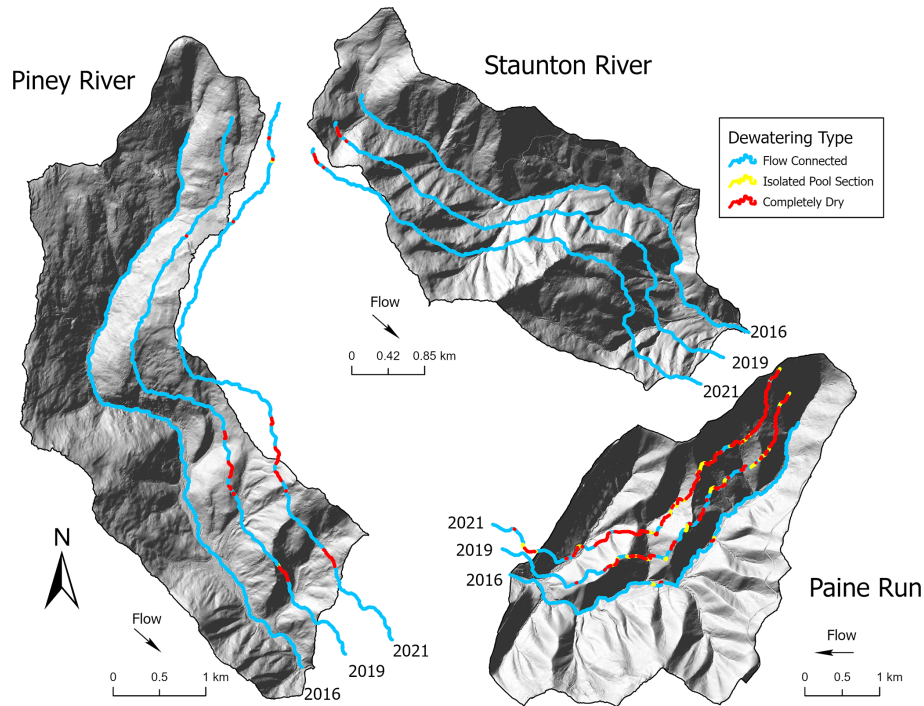 Piney River
Staunton River
Dewatering Type
Flow Connected
Isolated Pool Section
Completely Dry
Flow
0 0.42 0.85 km
2016
2019
2021
2021
2019
2016
N
Flow
0 0.5 1 km
2021
2019
2016
Paine Run
Flow
0 0.5 1 km